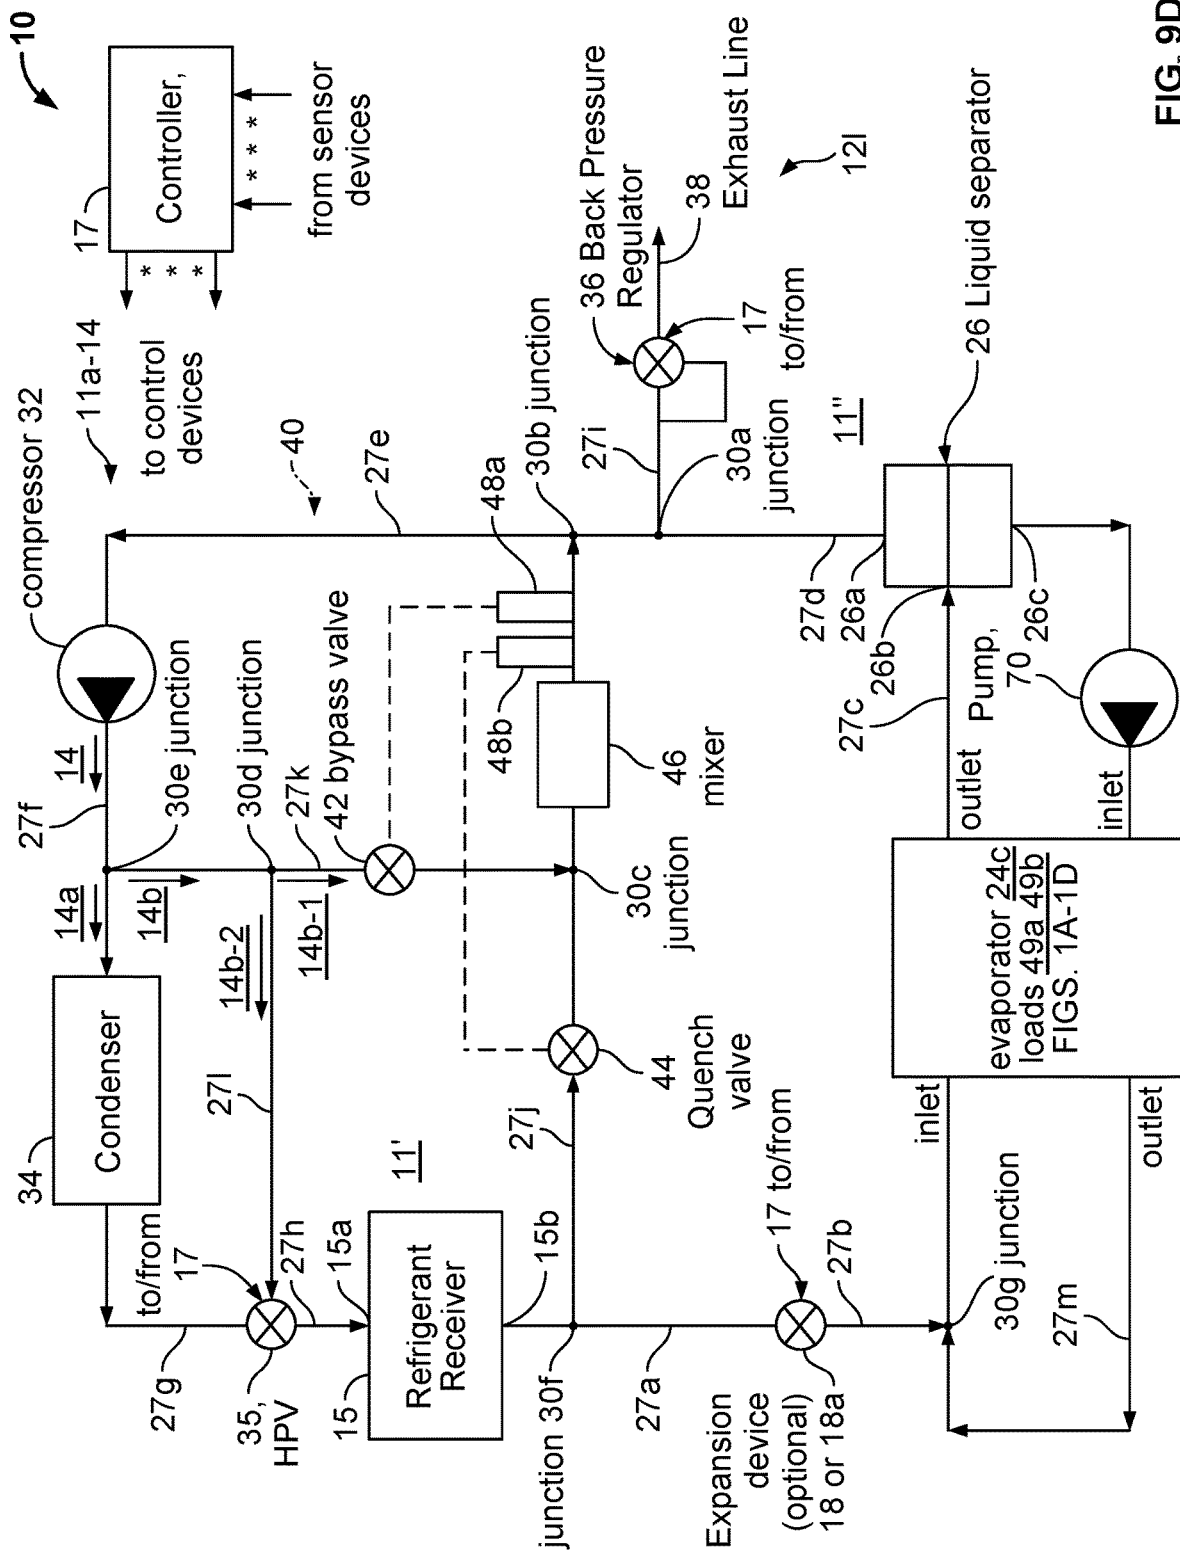 10
17
Controller,
* * *
* * *
from sensor
devices
11a-14
to control
devices
compressor 32
40
27e
14
27f
30e junction
14a
14b
30d junction
27k
14b-1
14b-2
42 bypass valve
34
Condenser
27l
48a
48b
30b junction
36 Back Pressure
Regulator
38
Exhaust Line
12l
17
to/from
27i
30a
junction
11"
46
mixer
30c
junction
to/from
17
27g
27h
35,
HPV
15a
15
Refrigerant
Receiver
11'
15b
27j
44
Quench
valve
junction 30f
27a
Expansion
device
(optional)
18 or 18a
17 to/from
27b
30g junction
27m
inlet
outlet
evaporator 24c
loads 49a 49b
FIGS. 1A-1D
outlet
inlet
27c
Pump,
70
27d
26a
26b
26c
26 Liquid separator
FIG. 9D